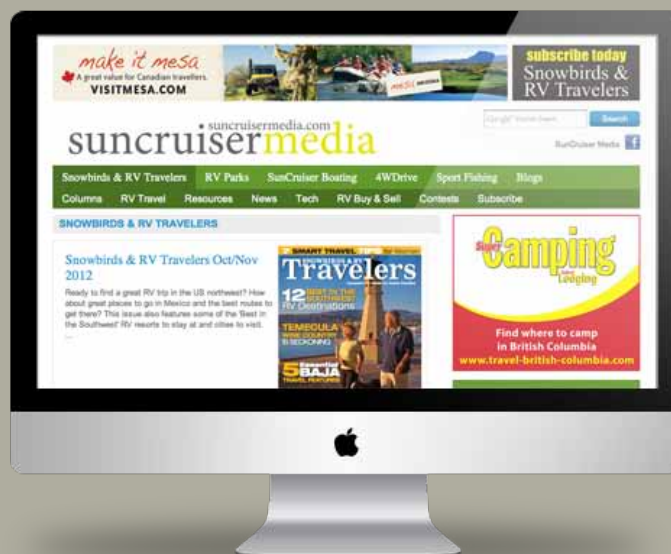 make it mesa
A great value for Canadian travellers.
VISITMESA.COM
mesa
subscribe today
Snowbirds &
RV Travelers
suncruisermedia.com
suncruisermedia
Search
SunCruiser Media
Snowbirds & RV Travelers RV Parks SunCruiser Boating 4WDrive Sport Fishing Blogs
Columns RV Travel Resources News Tech RV Buy & Sell Contests Subscribe
SNOWBIRDS & RV TRAVELERS
Snowbirds & RV Travelers Oct/Nov
2012
Ready to find a great RV trip in the US northwest? How
about great places to go in Mexico and the best routes to
get there? This issue also features some of the 'Best in
the Southwest' RV resorts to stay at and cities to visit.
...
7 SMART TRAVEL
SNOWBIRDS & RV
Travelers
12 BEST IN THE
SOUTHWEST
RV Destinations
TEMECULA
WINE COUNTRY
IS BECKONING
5 Essential
BAJA
TRAVEL FEATURES
Super
Camping
Lodging
Find where to camp
in British Columbia
www.travel-british-columbia.com